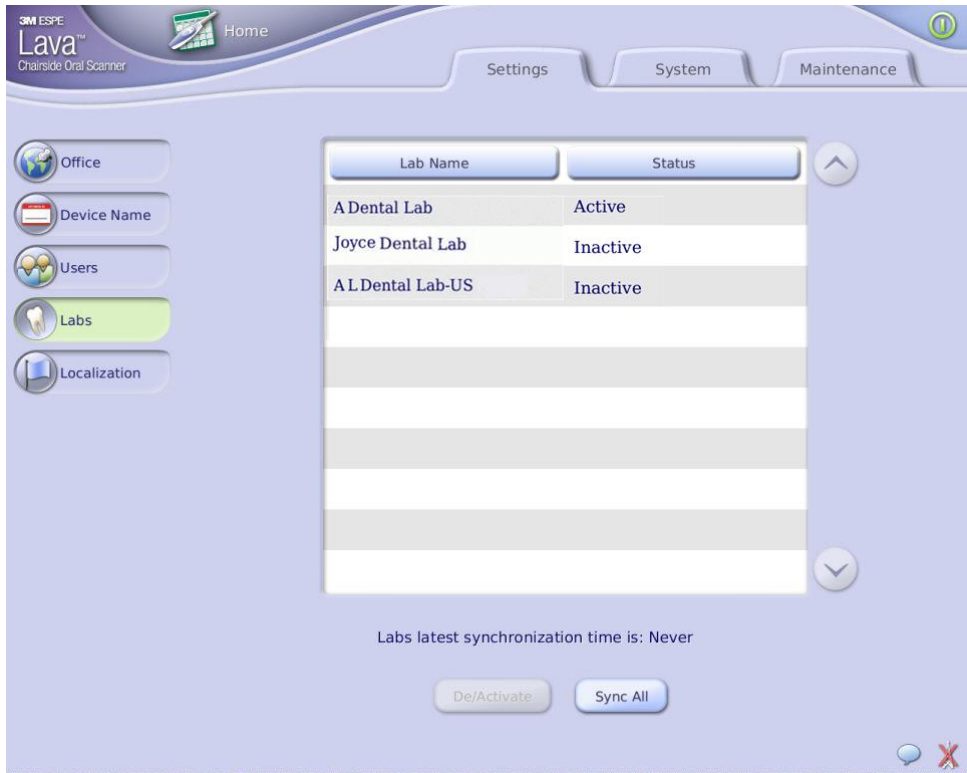 3M ESPE
Lava™
Chairside Oral Scanner
Home
Settings
System
Maintenance
Office
Device Name
Users
Labs
Localization
Lab Name Status
A Dental Lab Active
Joyce Dental Lab Inactive
A L Dental Lab-US Inactive
Labs latest synchronization time is: Never
De/Activate
Sync All